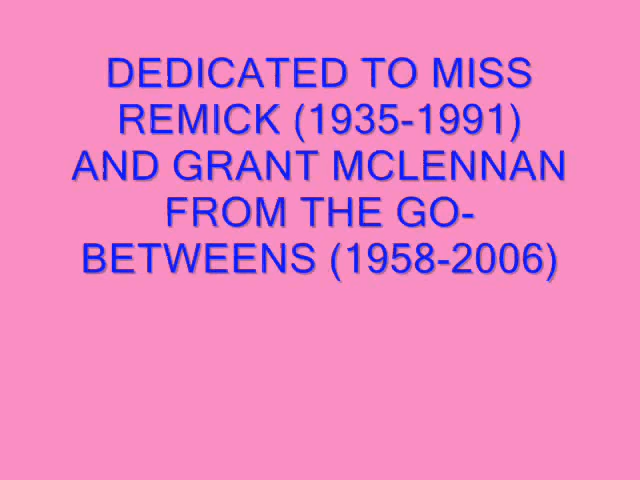 DEDICATED TO MISS
REMICK (1935-1991)
AND GRANT MCLENNAN
FROM THE GO-
BETWEENS (1958-2006)